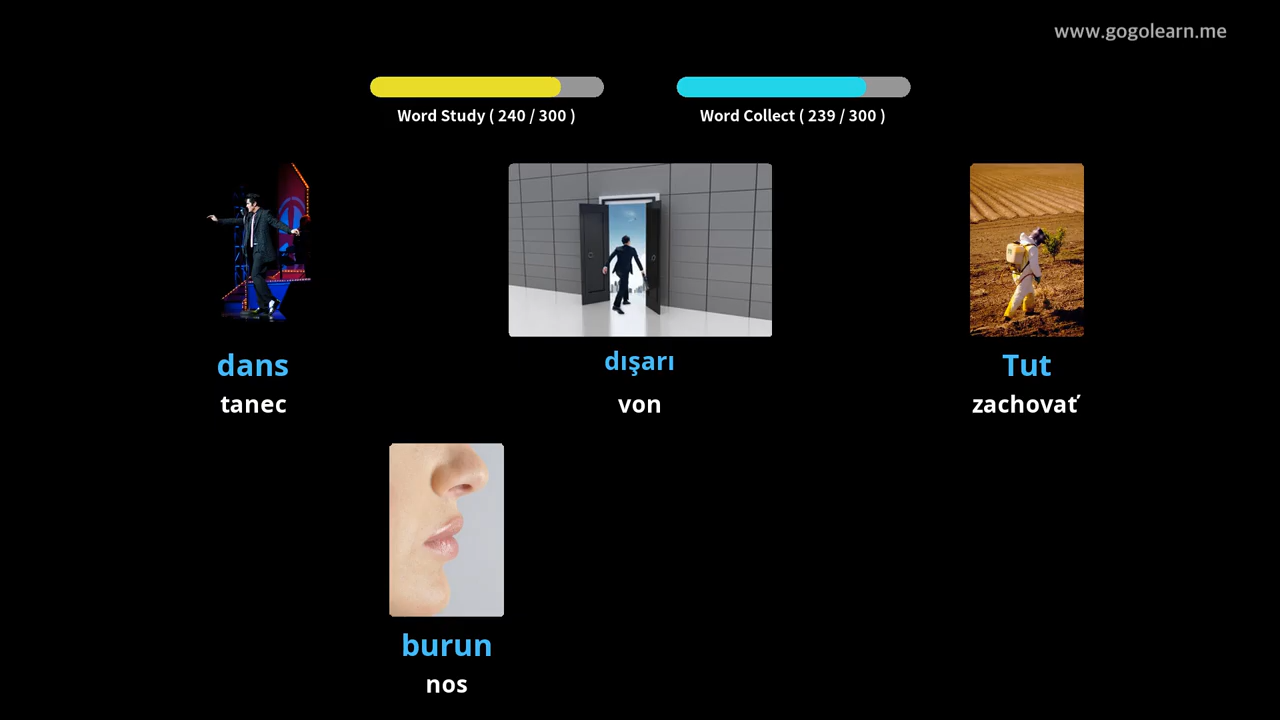 www.gogolearn.me
Word Study ( 240 / 300 )
Word Collect ( 239 / 300 )
dans
dışarı
Tut
tanec
von
zachovať
burun
nos